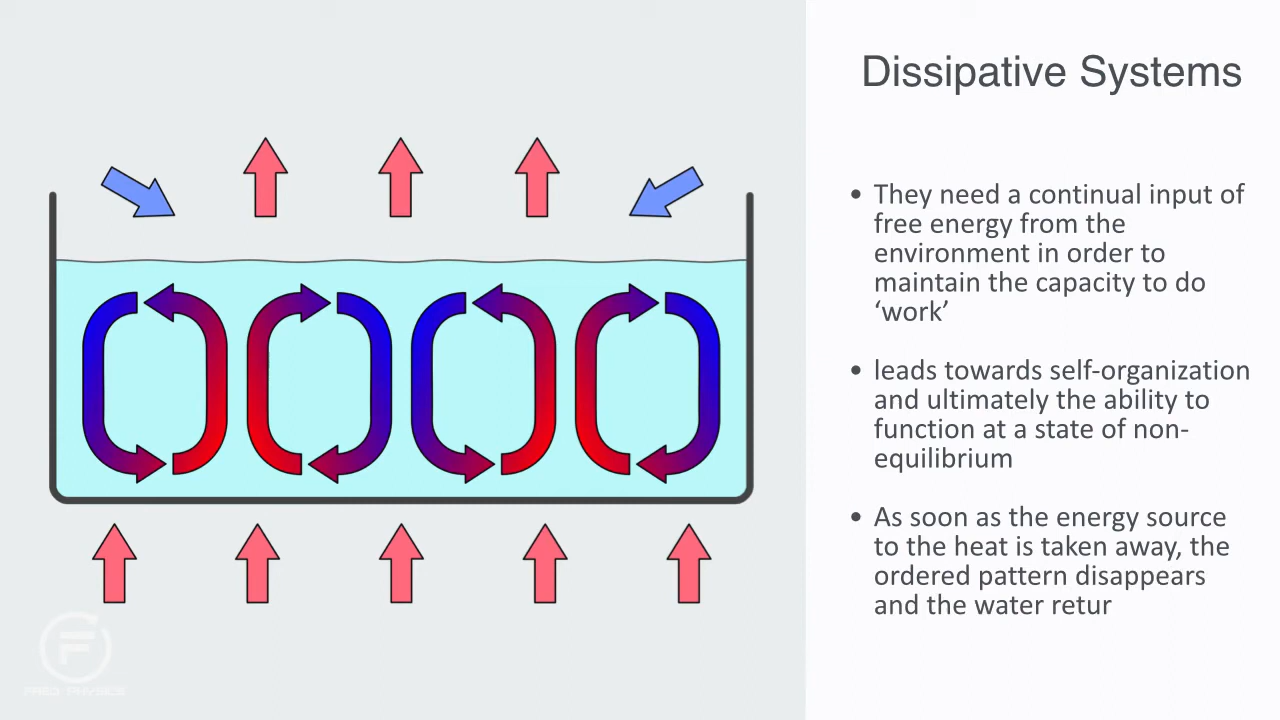 Dissipative Systems
• They need a continual input of
free energy from the
environment in order to
maintain the capacity to do
‘work’
• leads towards self-organization
and ultimately the ability to
function at a state of non-
equilibrium
• As soon as the energy source
to the heat is taken away, the
ordered pattern disappears
and the water retur